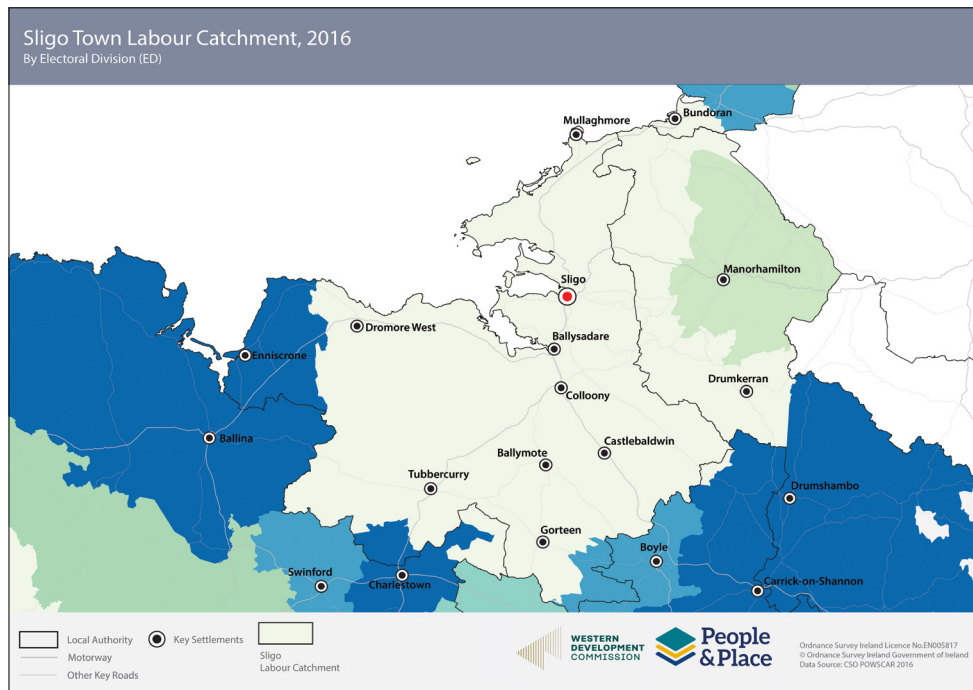 Sligo Town Labour Catchment, 2016
By Electoral Division (ED)
Bundoran
Mullaghmore
Manorhamilton
Sligo
Dromore West
Ballysadare
Enniscrone
Drumkerran
Colloony
Ballina
Castlebaldwin
Ballymote
Tubbercurry
Drumshambo
Gorteen
Boyle
Swinford
Charlestown
Carrick-on-Shannon
Local Authority
Key Settlements
Motorway
Other Key Roads
Sligo
Labour Catchment
WESTERN
DEVELOPMENT
COMMISSION
People
&Place
Ordnance Survey Ireland Licence No.EN005817
© Ordnance Survey Ireland Government of Ireland
Data Source: CSO POWSCAR 2016